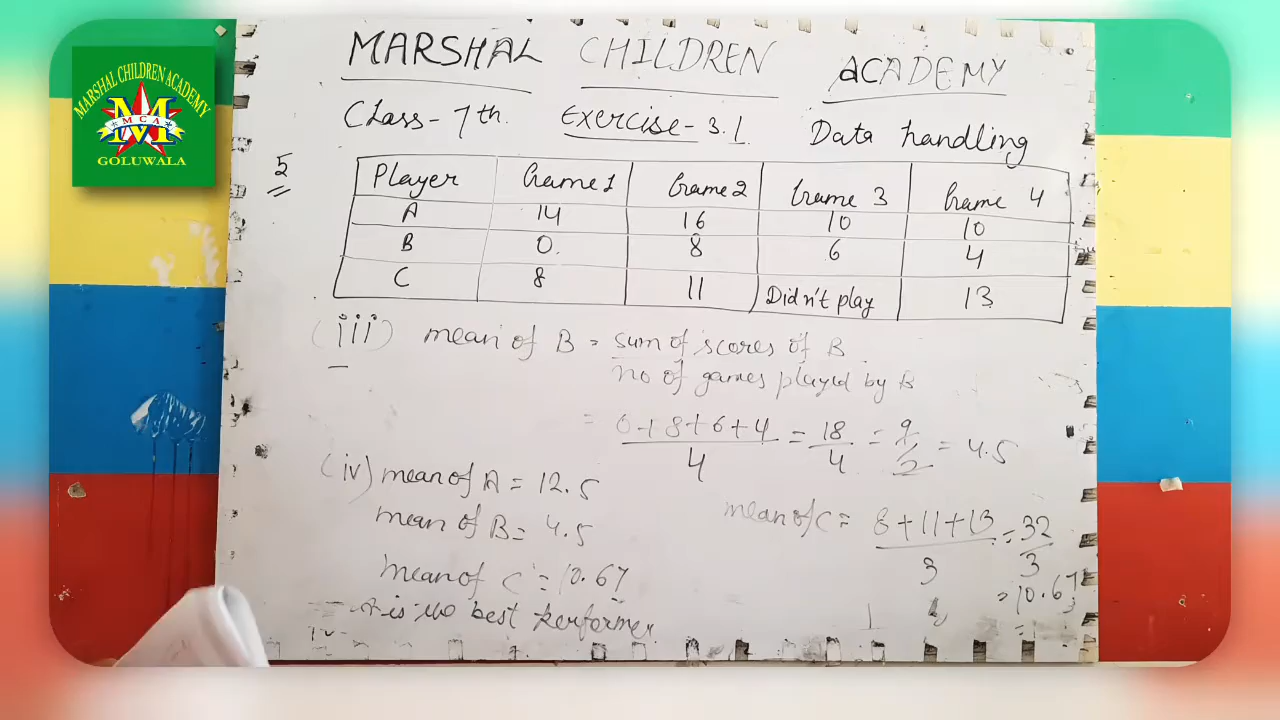 MARSHAL CHILDREN ACADEMY
MCA
GOLUWALA
MARSHAL CHILDREN ACADEMY
Class - 7th. Exercise - 3.1 Data handling
5
Player Game 1 Game 2 Game 3 Game 4
A 14 16 10 10
B 0. 8 6 4
C 8 11 Didn't play 13
(iii) mean of B = sum of scores of B
no of games played by B
= 0+8+6+4 = 18 = 9 = 4.5
4 4 2
(iv) mean of A = 12.5
mean of B = 4.5
mean of C = 10.67
mean of C = 8+11+13 = 32
3 3
= 10.67
is the best performer